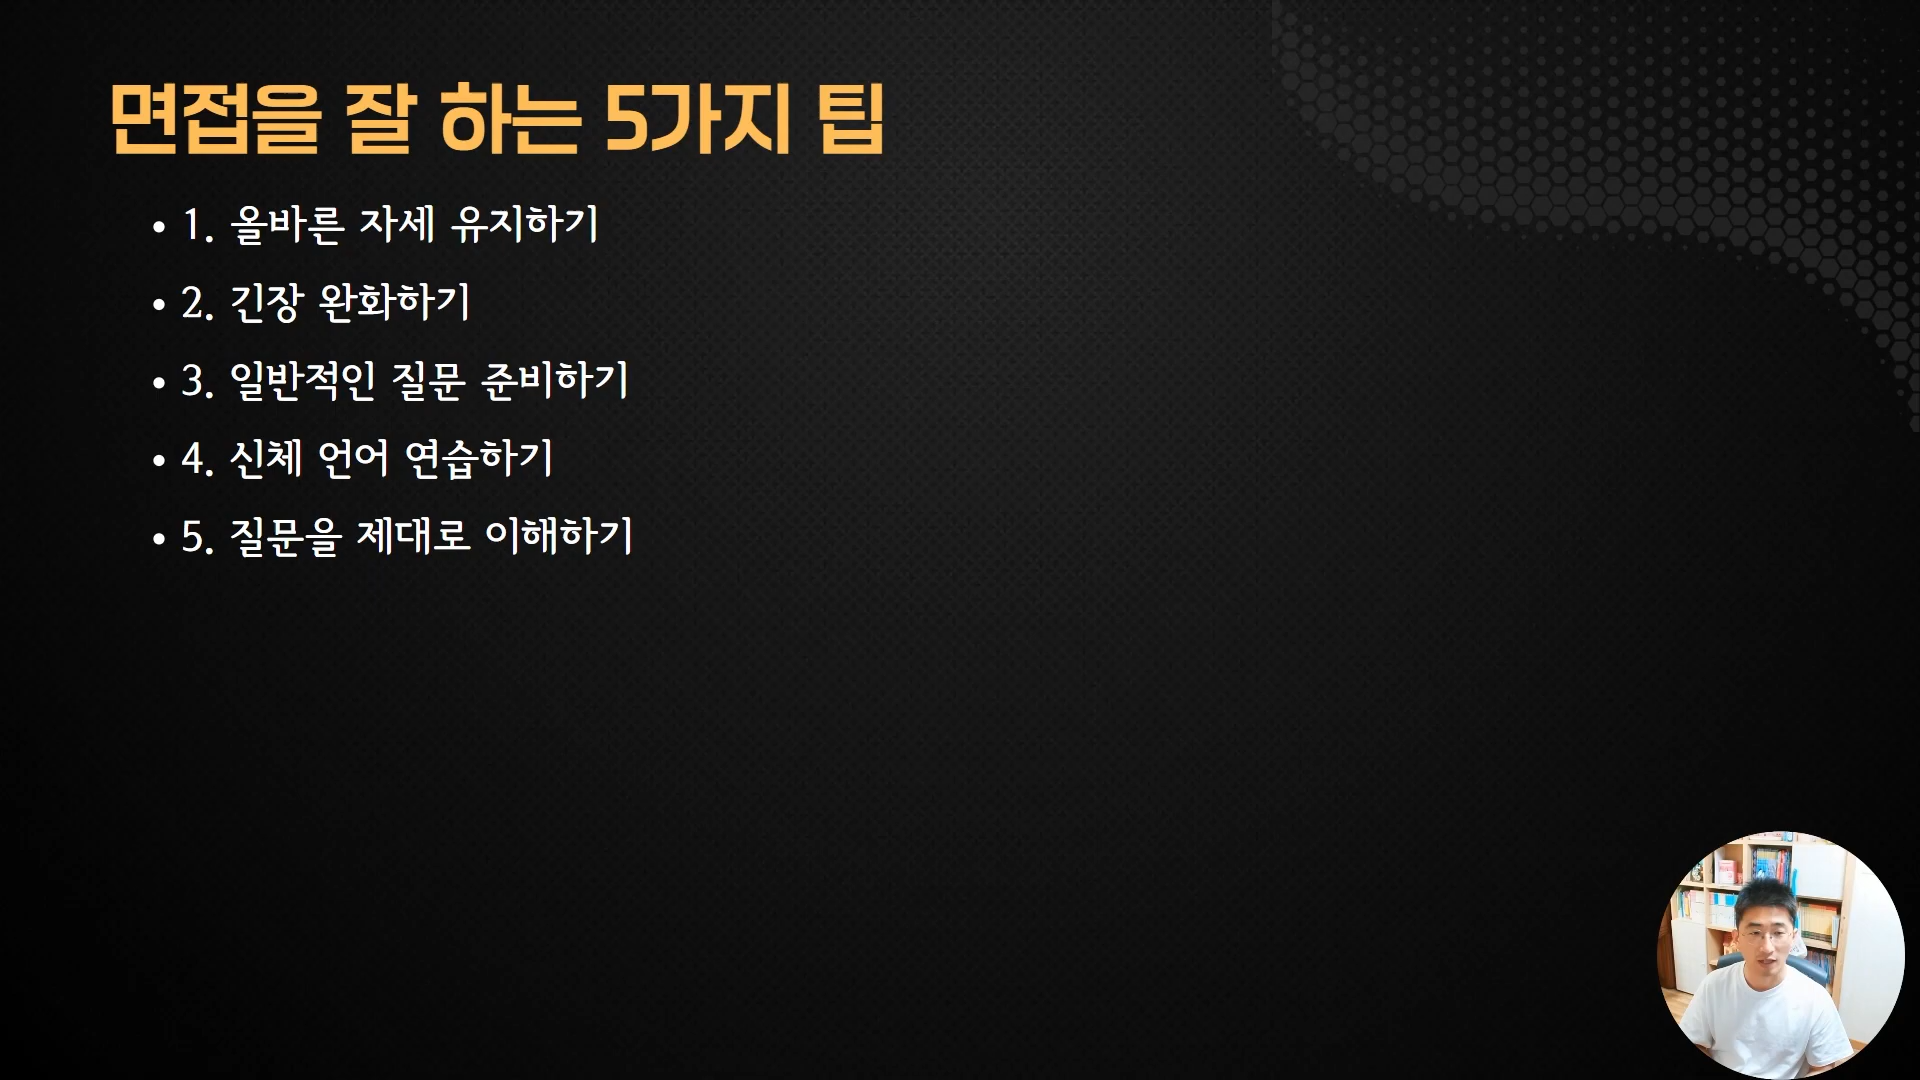 면접을 잘 하는 5가지 팁
• 1. 올바른 자세 유지하기
• 2. 긴장 완화하기
• 3. 일반적인 질문 준비하기
• 4. 신체 언어 연습하기
• 5. 질문을 제대로 이해하기